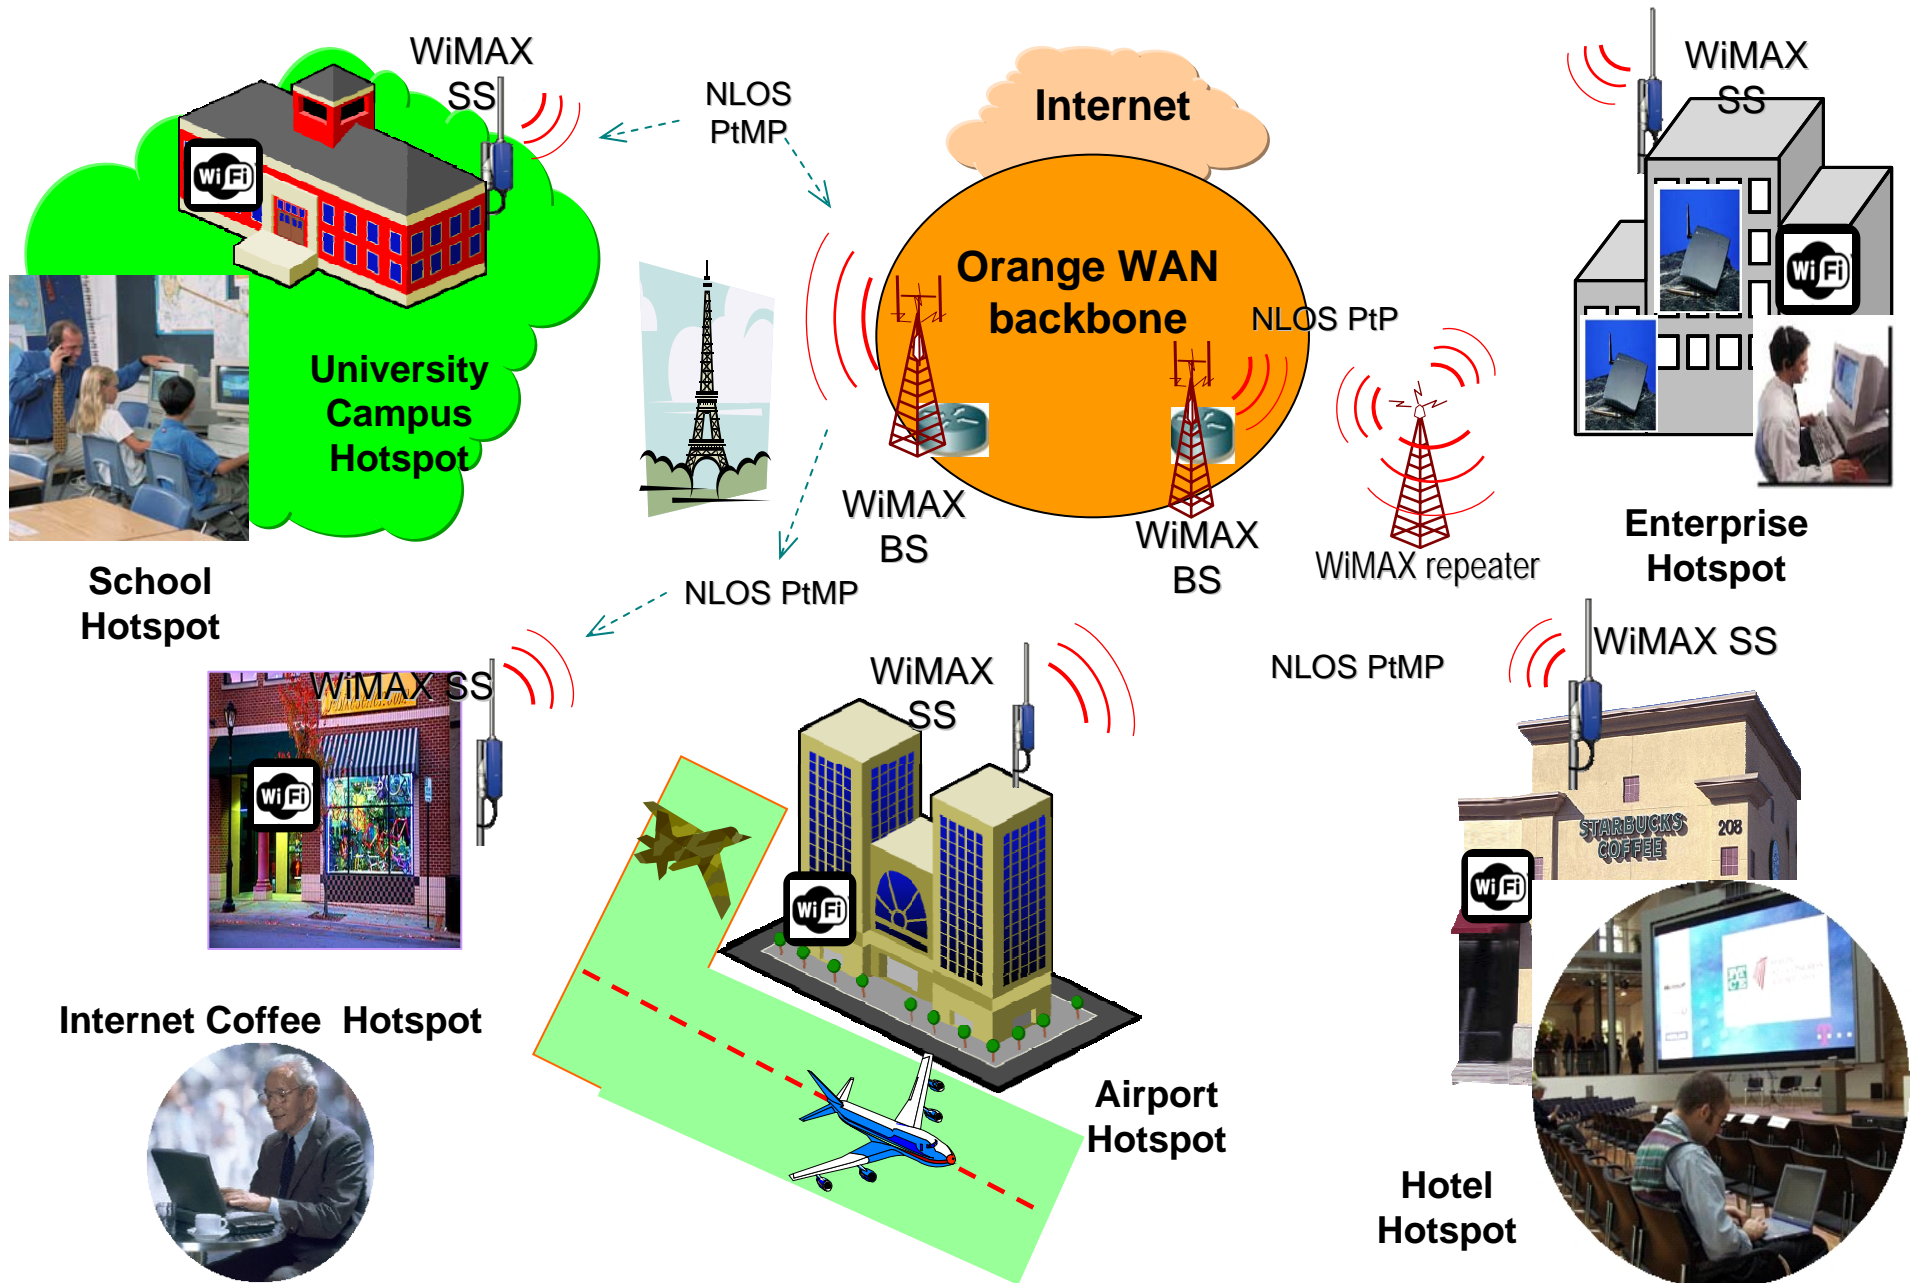 WiMAX
SS
NLOS
PtMP
Internet
WiMAX
SS
Wi Fi
Orange WAN
backbone
NLOS PtP
Wi Fi
University
Campus
Hotspot
WiMAX
BS
WiMAX
BS
WiMAX repeater
Enterprise
Hotspot
School
Hotspot
NLOS PtMP
WiMAX SS
WiMAX
SS
NLOS PtMP
WiMAX SS
Wi Fi
STARBUCKS
COFFEE
208
Wi Fi
Wi Fi
Internet Coffee Hotspot
Airport
Hotspot
Hotel
Hotspot